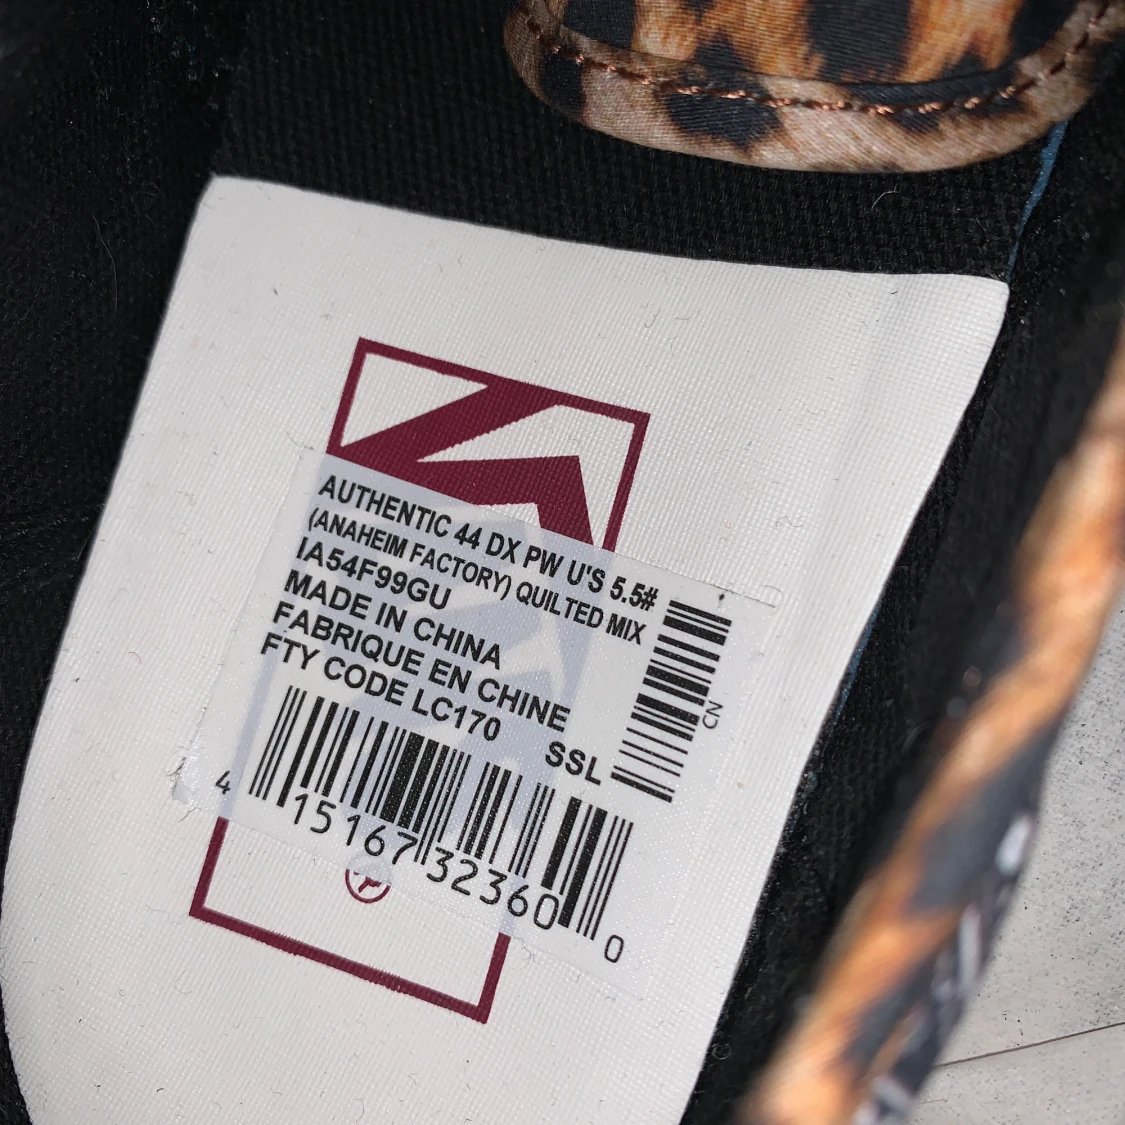 AUTHENTIC 44 DX PW U'S 5.5#
(ANAHEIM FACTORY) QUILTED MIX
IA54F99GU
MADE IN CHINA
FABRIQUE EN CHINE
FTY CODE LC170 SSL
CN
4 15167 32360 0